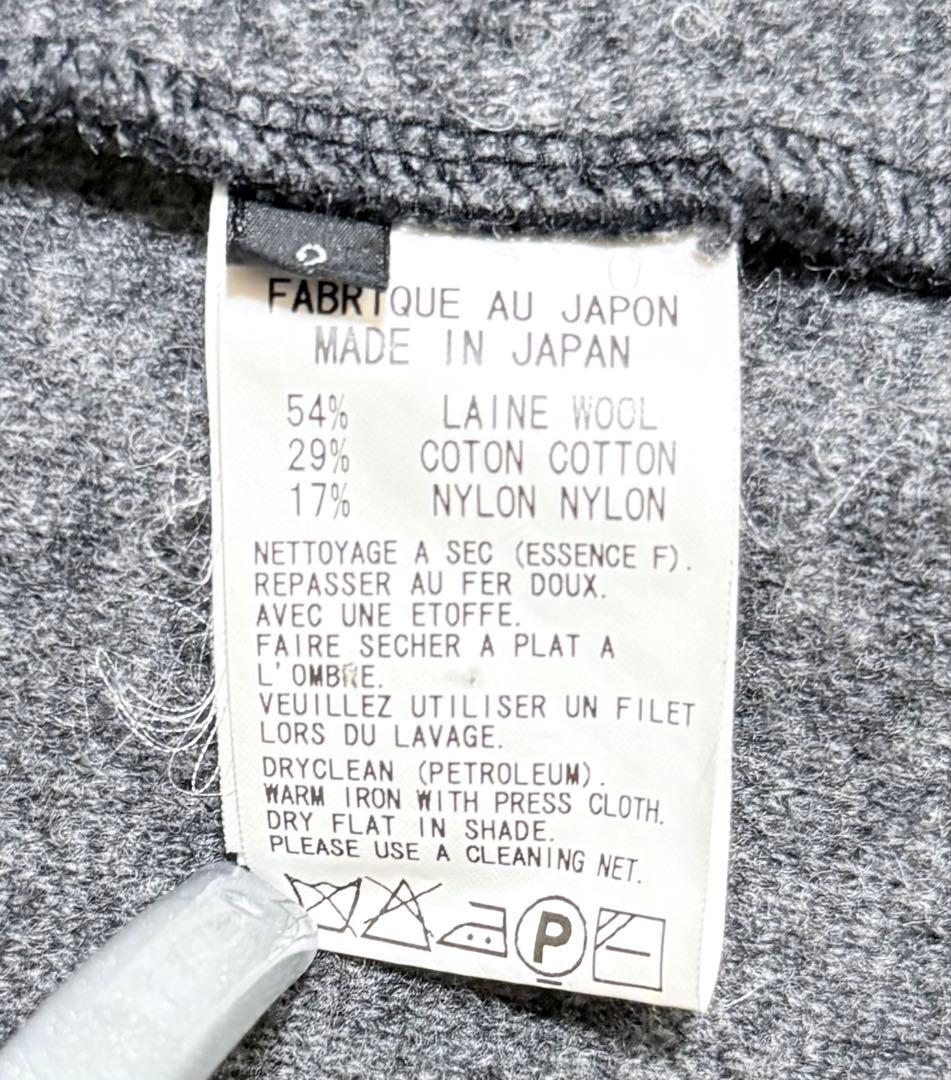 FABRIQUE AU JAPON
MADE IN JAPAN
54% LAINE WOOL
29% COTON COTTON
17% NYLON NYLON
NETTOYAGE A SEC (ESSENCE F).
REPASSER AU FER DOUX.
AVEC UNE ETOFFE.
FAIRE SECHER A PLAT A
L'OMBRE.
VEUILLEZ UTILISER UN FILET
LORS DU LAVAGE.
DRYCLEAN (PETROLEUM).
WARM IRON WITH PRESS CLOTH.
DRY FLAT IN SHADE.
PLEASE USE A CLEANING NET.
P